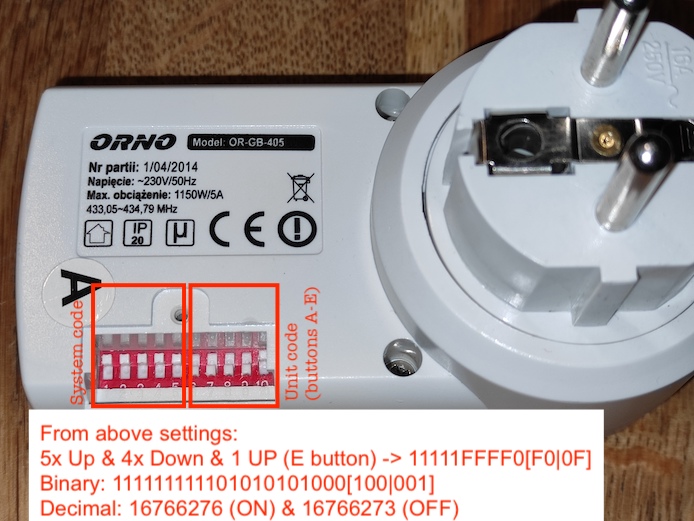 16A
250V~
ORNO Model: OR-GB-405
Nr partii: 1/04/2014
Napięcie: ~230V/50Hz
Max. obciążenie: 1150W/5A
433,05~434,79 MHz
IP
20
µ
CE
A
System code
Unit code
(buttons A-E)
1 2 3 4 5 6 7 8 9 10
From above settings:
5x Up & 4x Down & 1 UP (E button) -> 11111FFFF0[F0|0F]
Binary: 111111111101010101000[100|001]
Decimal: 16766276 (ON) & 16766273 (OFF)